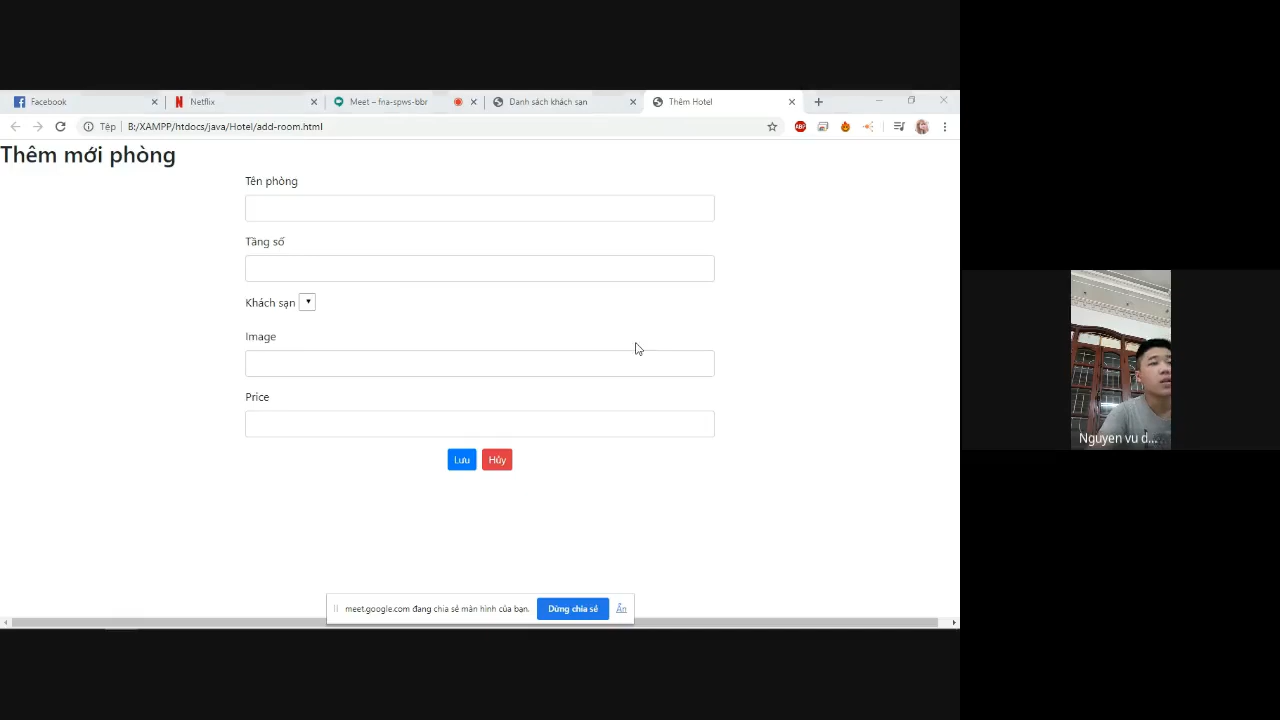 Facebook
Netflix
Meet – fna-spws-bbr
Danh sách khách sạn
Thêm Hotel
Tệp
B:/XAMPP/htdocs/java/Hotel/add-room.html
ABP
Thêm mới phòng
Tên phòng
Tầng số
Khách sạn
Image
Price
Lưu
Hủy
meet.google.com đang chia sẻ màn hình của bạn.
Dừng chia sẻ
Ẩn
Nguyen vu d...